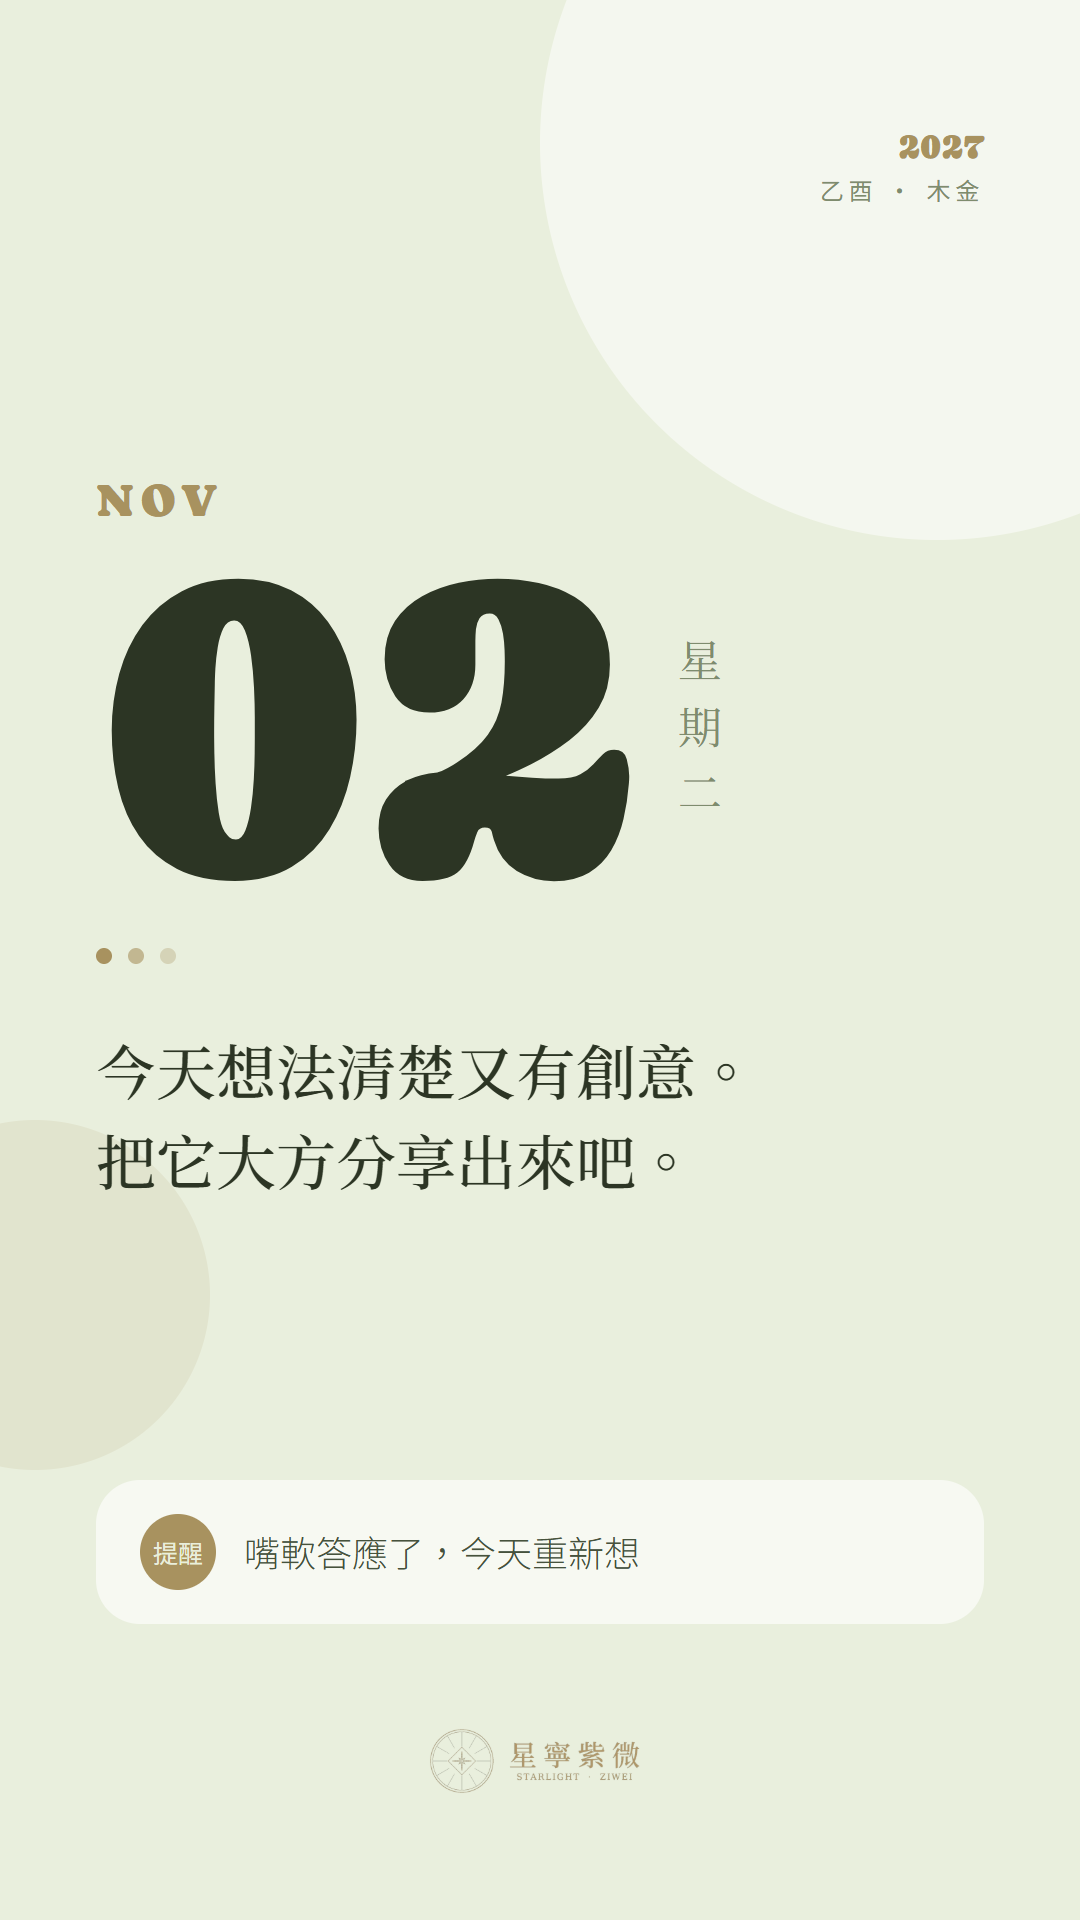 2027
乙酉 · 木金
NOV
02
星期二
今天想法清楚又有創意。
把它大方分享出來吧。
提醒
嘴軟答應了，今天重新想
星寧紫微
STARLIGHT · ZIWEI